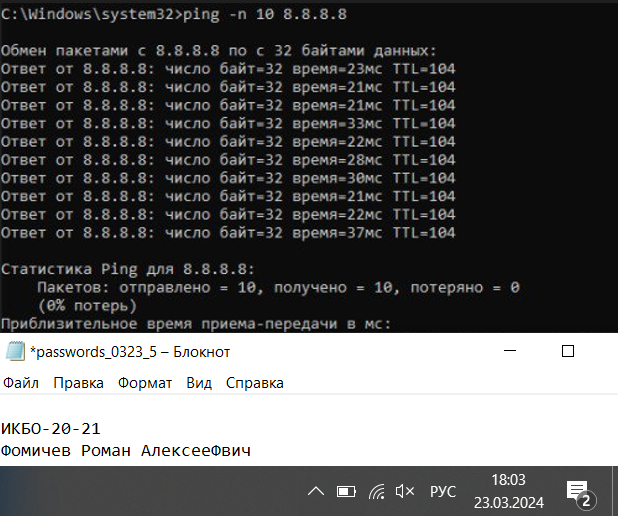 C:\Windows\system32>ping -n 10 8.8.8.8
Обмен пакетами с 8.8.8.8 по с 32 байтами данных:
Ответ от 8.8.8.8: число байт=32 время=23мс TTL=104
Ответ от 8.8.8.8: число байт=32 время=21мс TTL=104
Ответ от 8.8.8.8: число байт=32 время=21мс TTL=104
Ответ от 8.8.8.8: число байт=32 время=33мс TTL=104
Ответ от 8.8.8.8: число байт=32 время=22мс TTL=104
Ответ от 8.8.8.8: число байт=32 время=28мс TTL=104
Ответ от 8.8.8.8: число байт=32 время=30мс TTL=104
Ответ от 8.8.8.8: число байт=32 время=21мс TTL=104
Ответ от 8.8.8.8: число байт=32 время=22мс TTL=104
Ответ от 8.8.8.8: число байт=32 время=37мс TTL=104
Статистика Ping для 8.8.8.8:
Пакетов: отправлено = 10, получено = 10, потеряно = 0
(0% потерь)
Приблизительное время приема-передачи в мс:
*passwords_0323_5 – Блокнот
Файл Правка Формат Вид Справка
ИКБО-20-21
Фомичев Роман АлексееФвич
РУС
18:03
23.03.2024
2